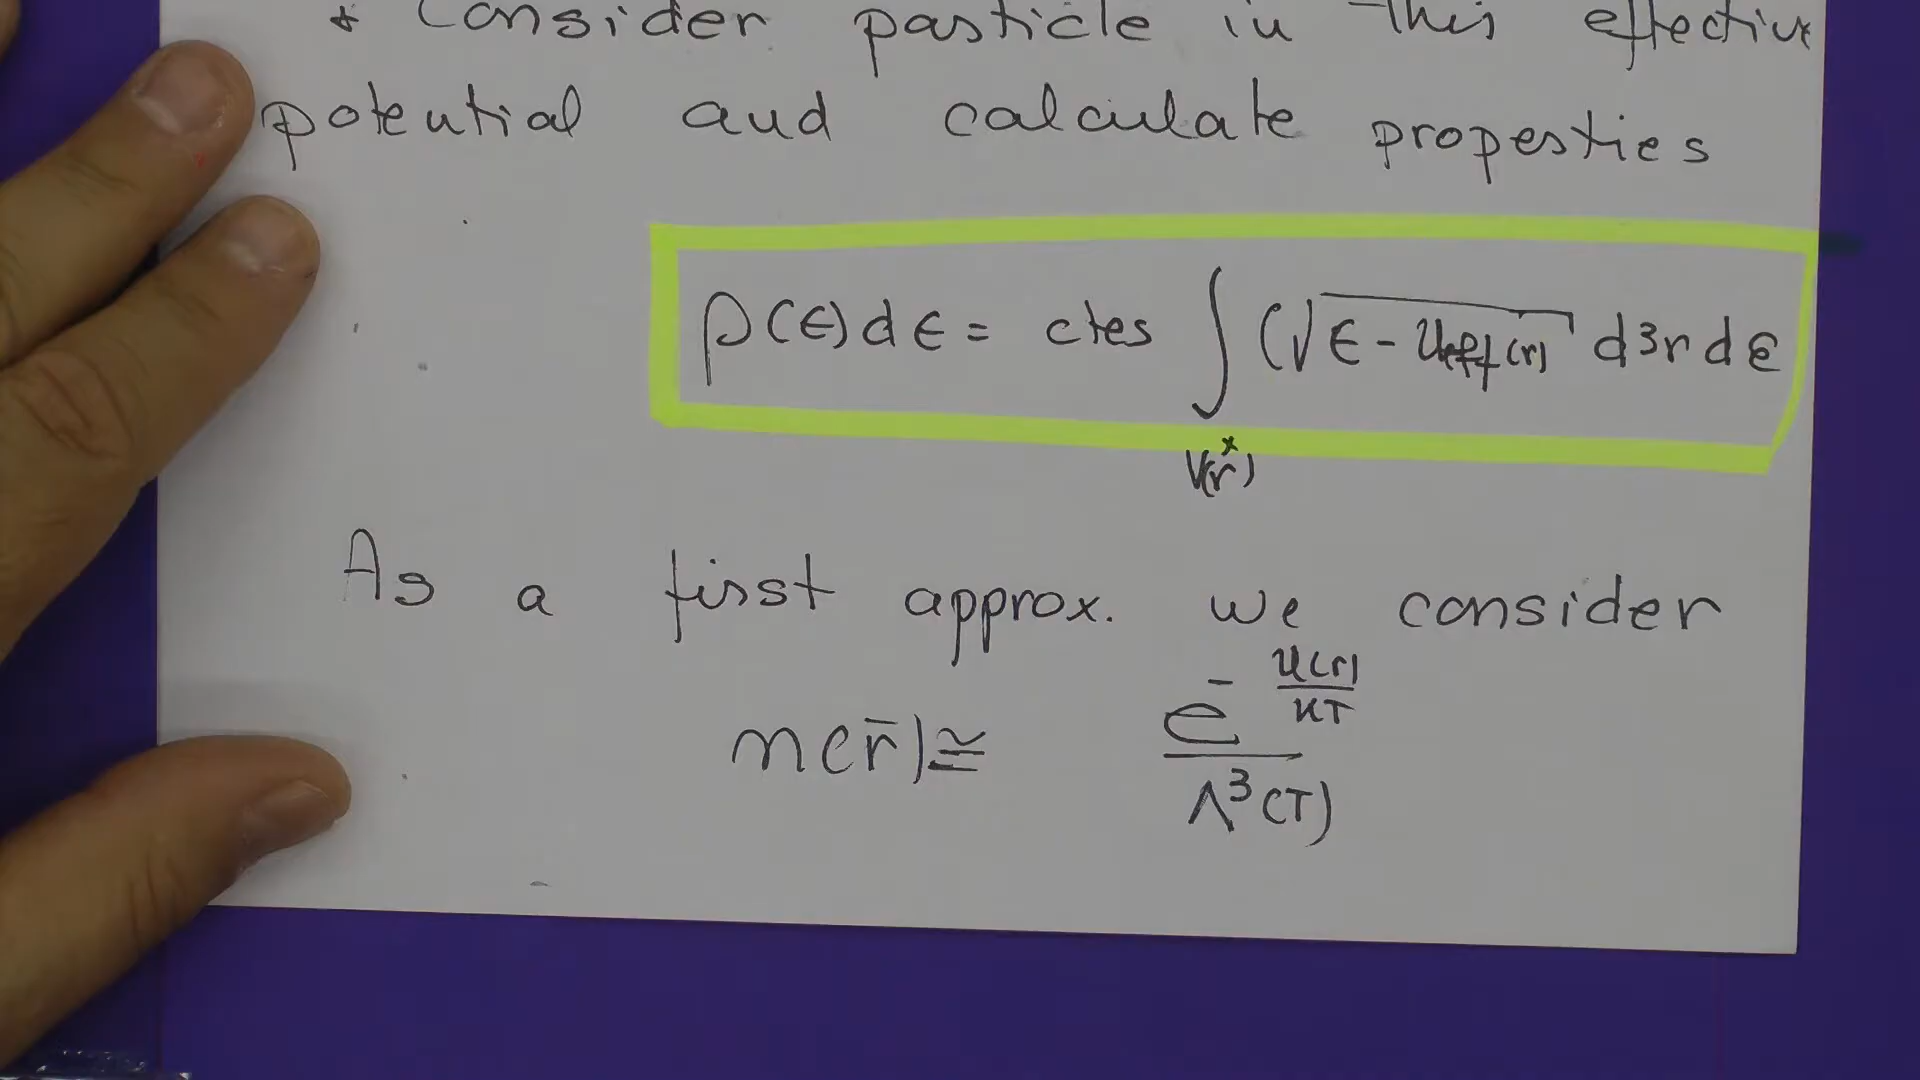 * Consider particle in this effective
potential and calculate properties
ρ(ϵ)dϵ = ctes ∫ (√ϵ - Ueff(r) d3r dϵ
V(r*)
As a first approx. we consider
n(r̄) ≅ e^-U(r)/KT / Λ³(T)